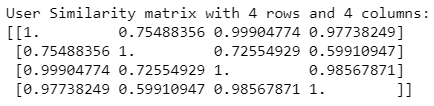 User Similarity matrix with 4 rows and 4 columns:
[[1.         0.75488356 0.99904774 0.97738249]
 [0.75488356 1.         0.72554929 0.59910947]
 [0.99904774 0.72554929 1.         0.98567871]
 [0.97738249 0.59910947 0.98567871 1.        ]]